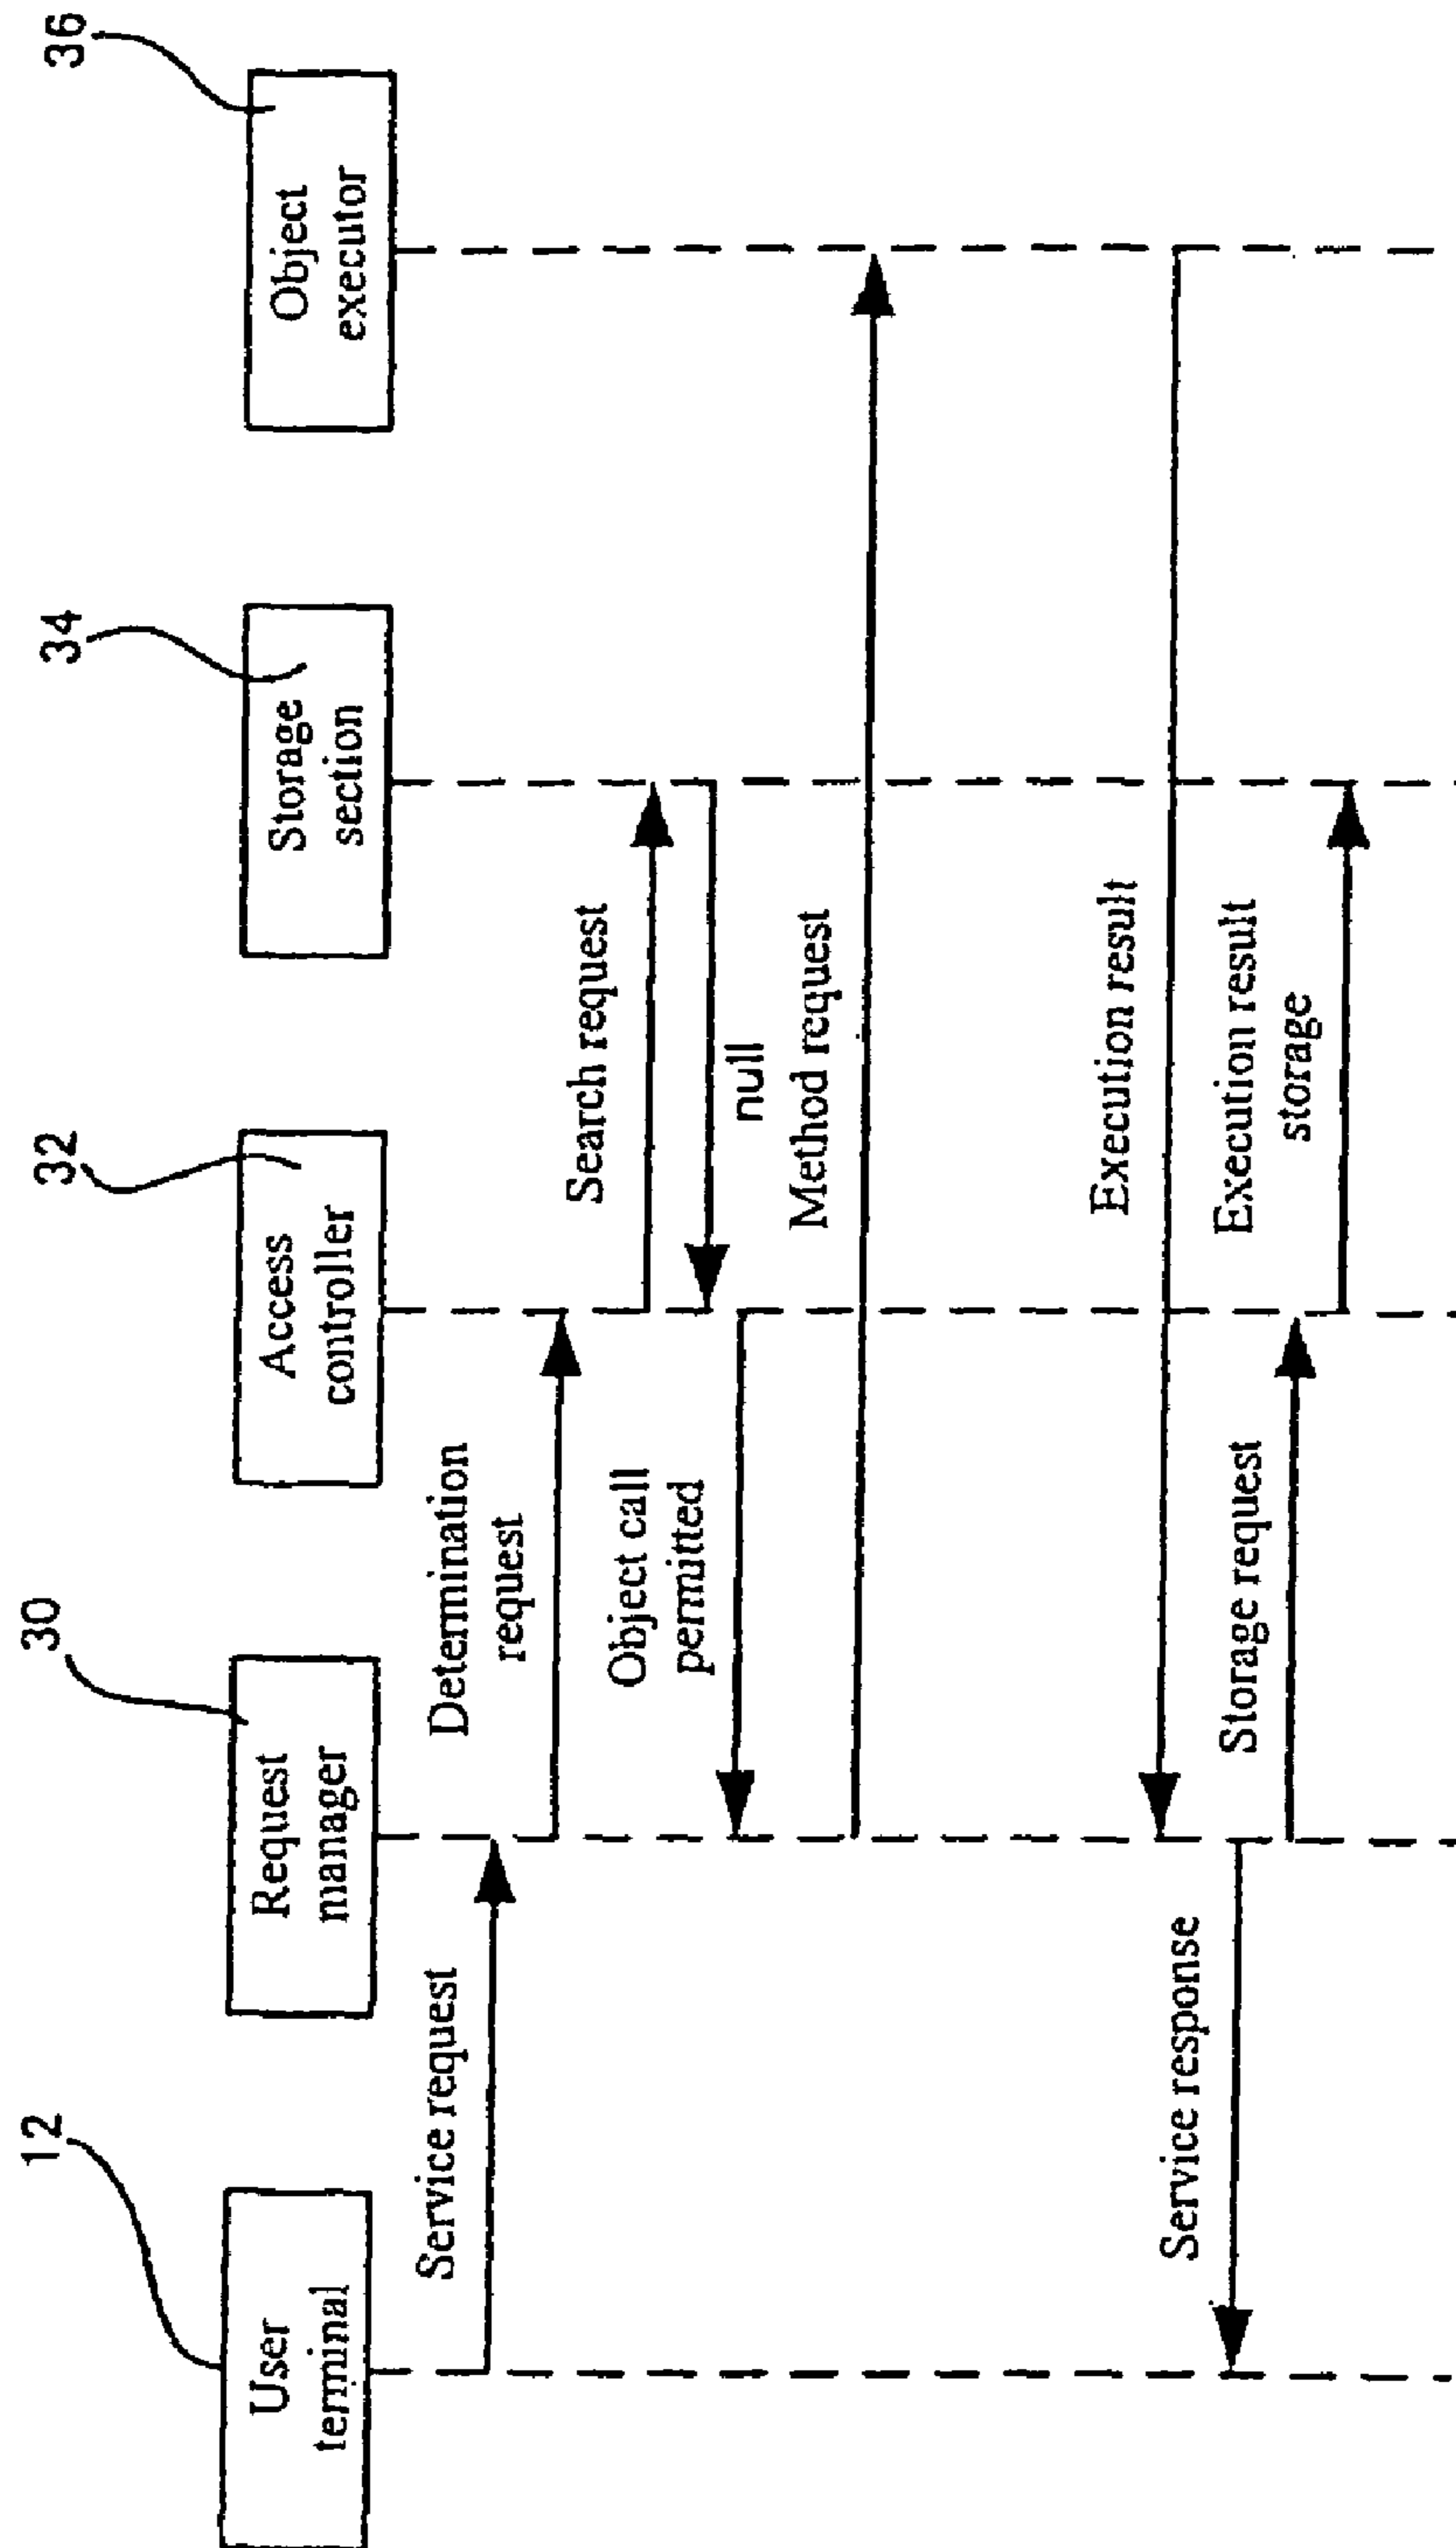 12
30
32
34
36
User
terminal
Request
manager
Access
controller
Storage
section
Object
executor
Service request
Determination
request
Search request
null
Object call
permitted
Method request
Execution result
Service response
Storage request
Execution result
storage